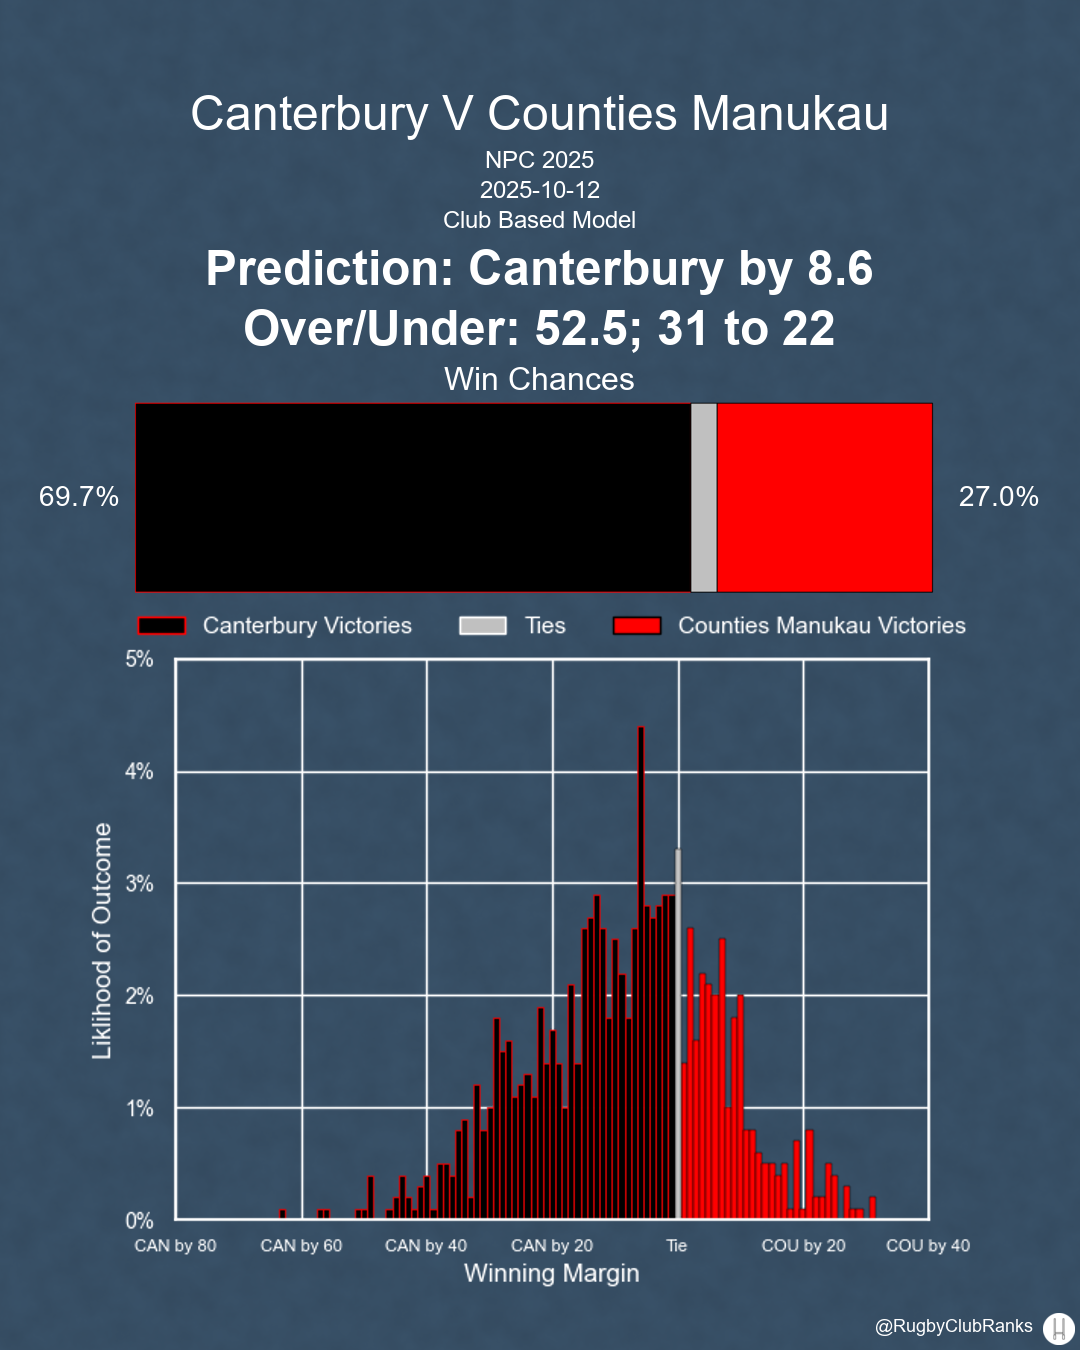 Canterbury V Counties Manukau
NPC 2025
2025-10-12
Club Based Model
Prediction: Canterbury by 8.6
Over/Under: 52.5; 31 to 22
Win Chances
69.7%
27.0%
Canterbury Victories
Ties
Counties Manukau Victories
5%
4%
3%
2%
1%
0%
Liklihood of Outcome
CAN by 80
CAN by 60
CAN by 40
CAN by 20
Tie
COU by 20
COU by 40
Winning Margin
@RugbyClubRanks